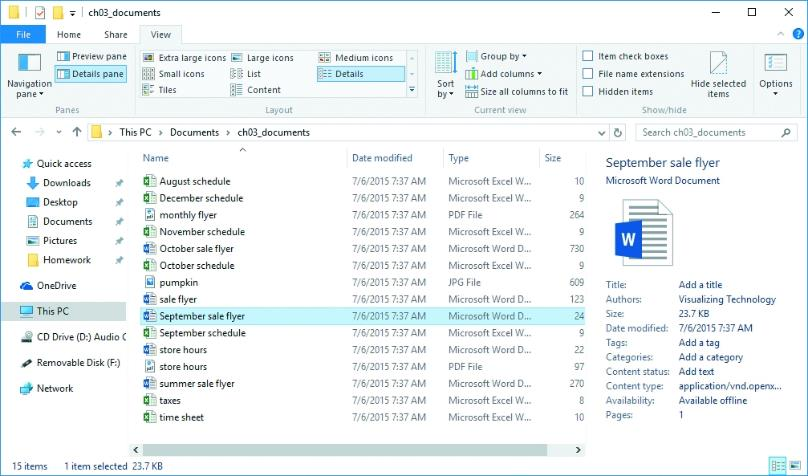 ch03_documents
File Home Share View
Navigation pane Preview pane Details pane
Panes
Extra large icons Large icons Medium icons
Small icons List Details
Tiles Content
Layout
Sort by Group by
Add columns
Size all columns to fit
Current view
Item check boxes
File name extensions
Hidden items
Hide selected items
Show/hide
Options
This PC Documents ch03_documents Search ch03_documents
Quick access
Downloads
Desktop
Documents
Pictures
Homework
OneDrive
This PC
CD Drive (D:) Audio C
Removable Disk (F:)
Network
Name Date modified Type Size
August schedule 7/6/2015 7:37 AM Microsoft Excel W... 10
December schedule 7/6/2015 7:37 AM Microsoft Excel W... 9
monthly flyer 7/6/2015 7:37 AM PDF File 264
November schedule 7/6/2015 7:37 AM Microsoft Excel W... 9
October sale flyer 7/6/2015 7:37 AM Microsoft Word D... 730
October schedule 7/6/2015 7:37 AM Microsoft Excel W... 9
pumpkin 7/6/2015 7:37 AM JPG File 609
sale flyer 7/6/2015 7:37 AM Microsoft Word D... 123
September sale flyer 7/6/2015 7:37 AM Microsoft Word D... 24
September schedule 7/6/2015 7:37 AM Microsoft Excel W... 9
store hours 7/6/2015 7:37 AM Microsoft Word D... 22
store hours 7/6/2015 7:37 AM PDF File 97
summer sale flyer 7/6/2015 7:37 AM Microsoft Word D... 270
taxes 7/6/2015 7:37 AM Microsoft Excel W... 8
time sheet 7/6/2015 7:37 AM Microsoft Excel W... 10
September sale flyer
Microsoft Word Document
W
Title: Add a title
Authors: Visualizing Technology
Size: 23.7 KB
Date modified: 7/6/2015 7:37 AM
Tags: Add a tag
Categories: Add a category
Content status: Add text
Content type: application/vnd.openx...
Availability: Available offline
Pages: 1
15 items 1 item selected 23.7 KB